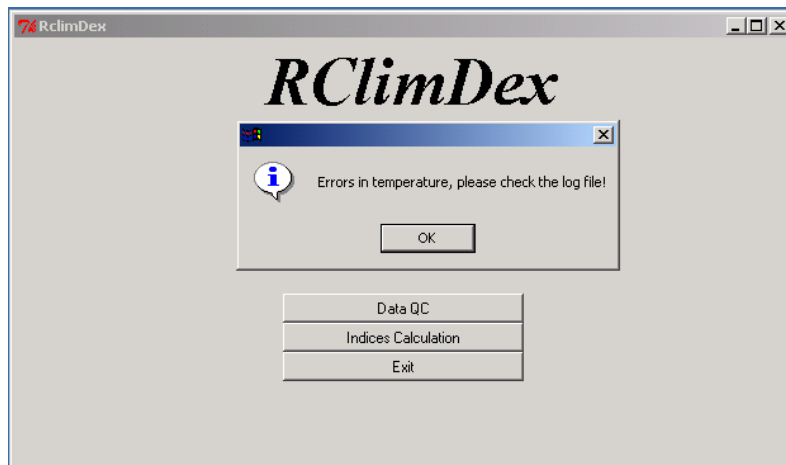 RclimDex
RClimDex
Errors in temperature, please check the log file!
OK
Data QC
Indices Calculation
Exit